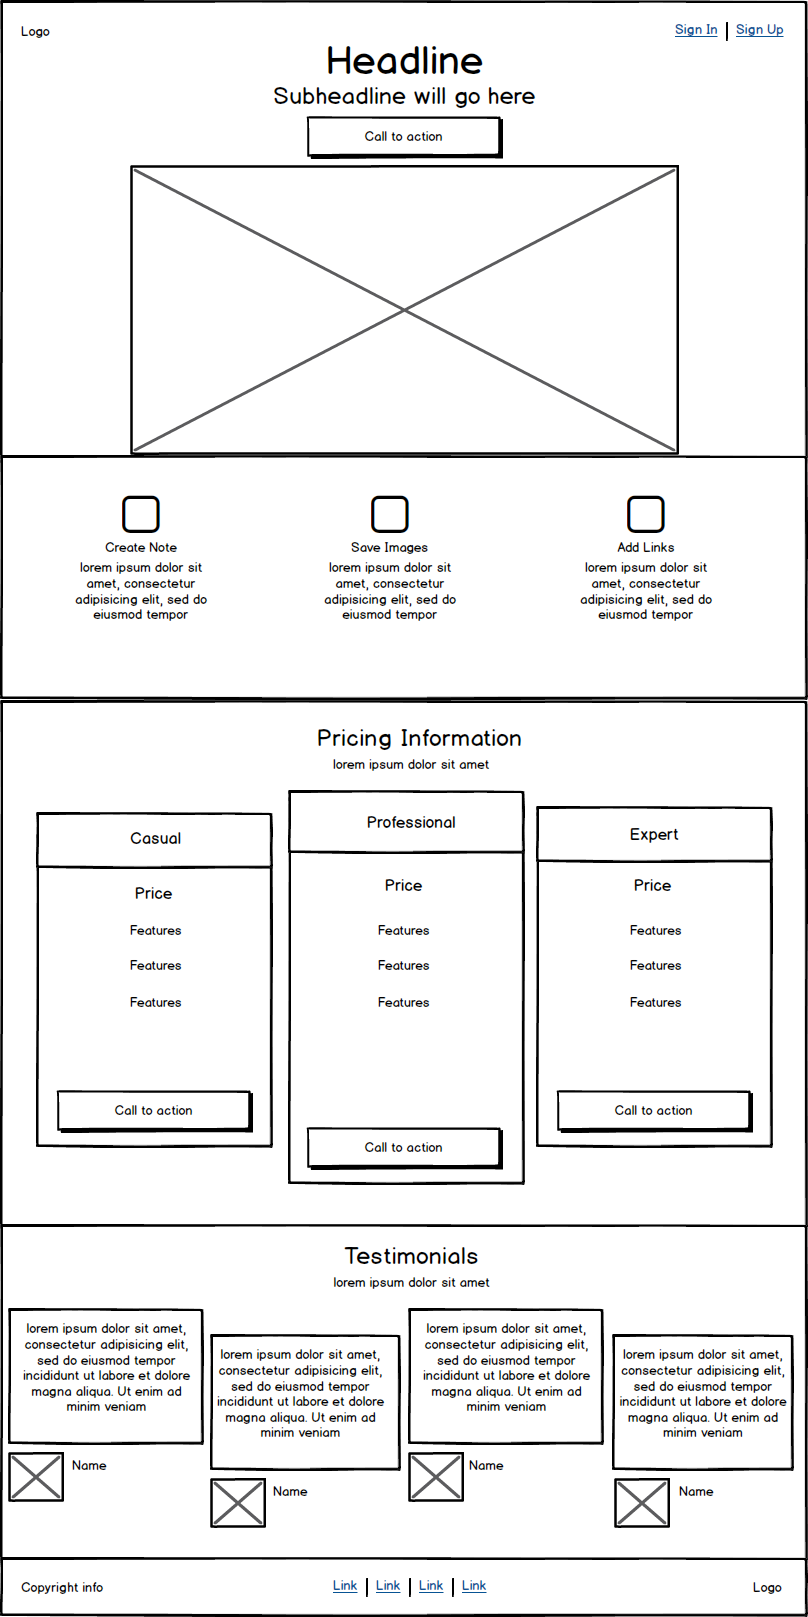 Logo
Sign In
Sign Up
Headline
Subheadline will go here
Call to action
Create Note
lorem ipsum dolor sit
amet, consectetur
adipisicing elit, sed do
eiusmod tempor
Save Images
lorem ipsum dolor sit
amet, consectetur
adipisicing elit, sed do
eiusmod tempor
Add Links
lorem ipsum dolor sit
amet, consectetur
adipisicing elit, sed do
eiusmod tempor
Pricing Information
lorem ipsum dolor sit amet
Casual
Price
Features
Features
Features
Call to action
Professional
Price
Features
Features
Features
Call to action
Expert
Price
Features
Features
Features
Call to action
Testimonials
lorem ipsum dolor sit amet
lorem ipsum dolor sit amet,
consectetur adipisicing elit,
sed do eiusmod tempor
incididunt ut labore et dolore
magna aliqua. Ut enim ad
minim veniam
Name
lorem ipsum dolor sit amet,
consectetur adipisicing elit,
sed do eiusmod tempor
incididunt ut labore et dolore
magna aliqua. Ut enim ad
minim veniam
Name
lorem ipsum dolor sit amet,
consectetur adipisicing elit,
sed do eiusmod tempor
incididunt ut labore et dolore
magna aliqua. Ut enim ad
minim veniam
Name
lorem ipsum dolor sit amet,
consectetur adipisicing elit,
sed do eiusmod tempor
incididunt ut labore et dolore
magna aliqua. Ut enim ad
minim veniam
Name
Copyright info
Link
Link
Link
Link
Logo